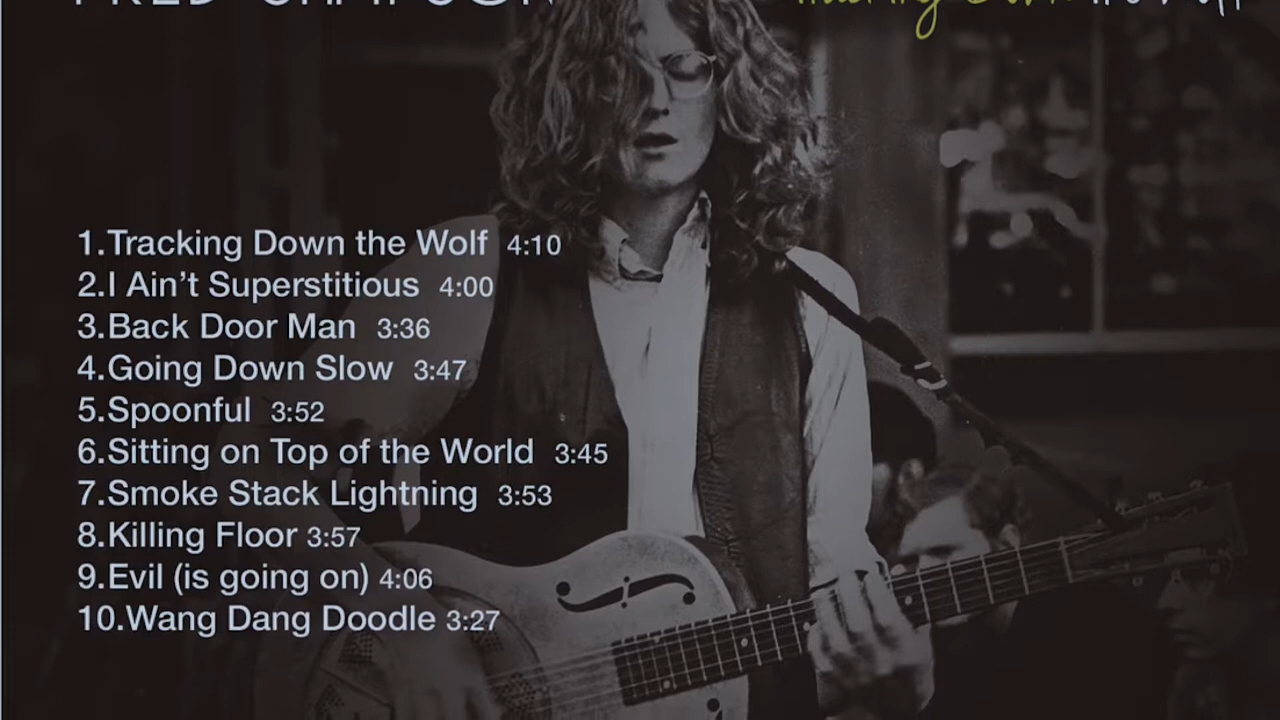 1.Tracking Down the Wolf 4:10
2.I Ain't Superstitious 4:00
3.Back Door Man 3:36
4.Going Down Slow 3:47
5.Spoonful 3:52
6.Sitting on Top of the World 3:45
7.Smoke Stack Lightning 3:53
8.Killing Floor 3:57
9.Evil (is going on) 4:06
10.Wang Dang Doodle 3:27